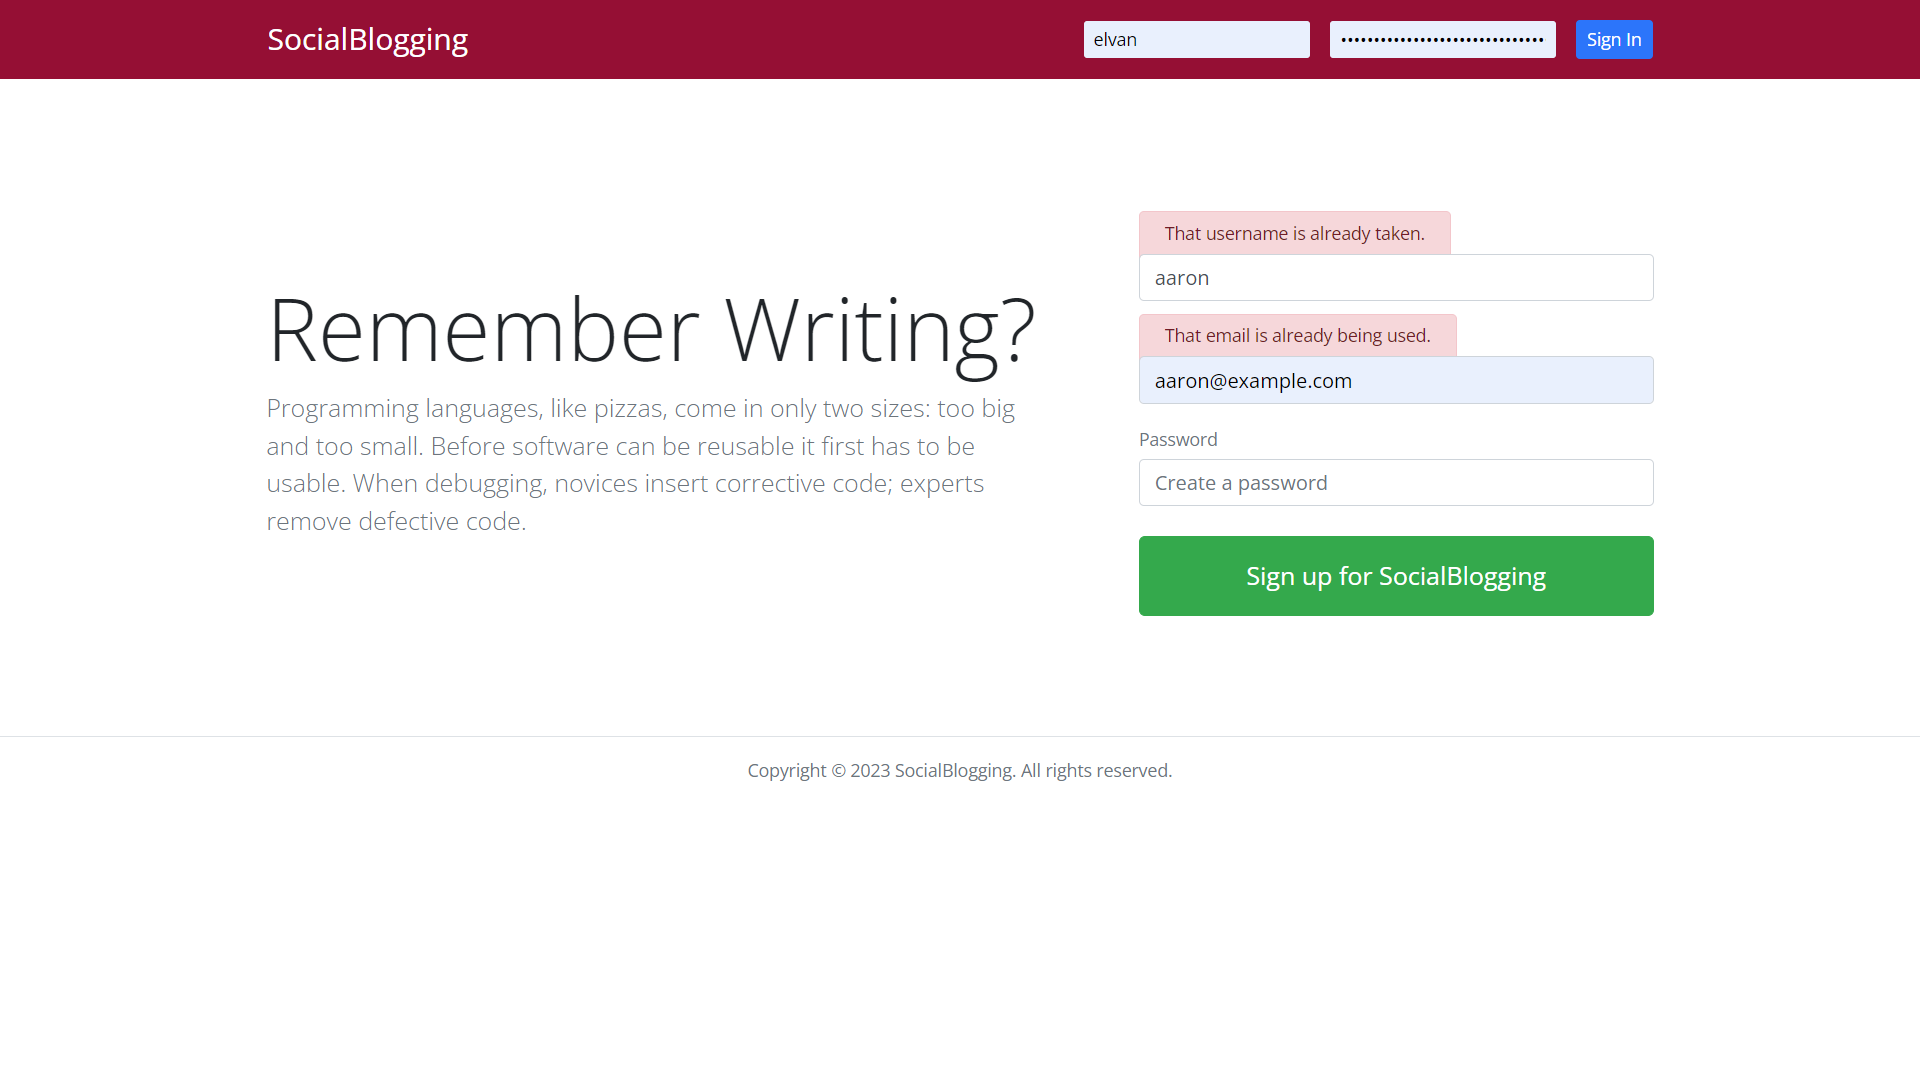 SocialBlogging
elvan
•••••••••••••••••••••••••••••••
Sign In
Remember Writing?
Programming languages, like pizzas, come in only two sizes: too big
and too small. Before software can be reusable it first has to be
usable. When debugging, novices insert corrective code; experts
remove defective code.
That username is already taken.
aaron
That email is already being used.
aaron@example.com
Password
Create a password
Sign up for SocialBlogging
Copyright © 2023 SocialBlogging. All rights reserved.